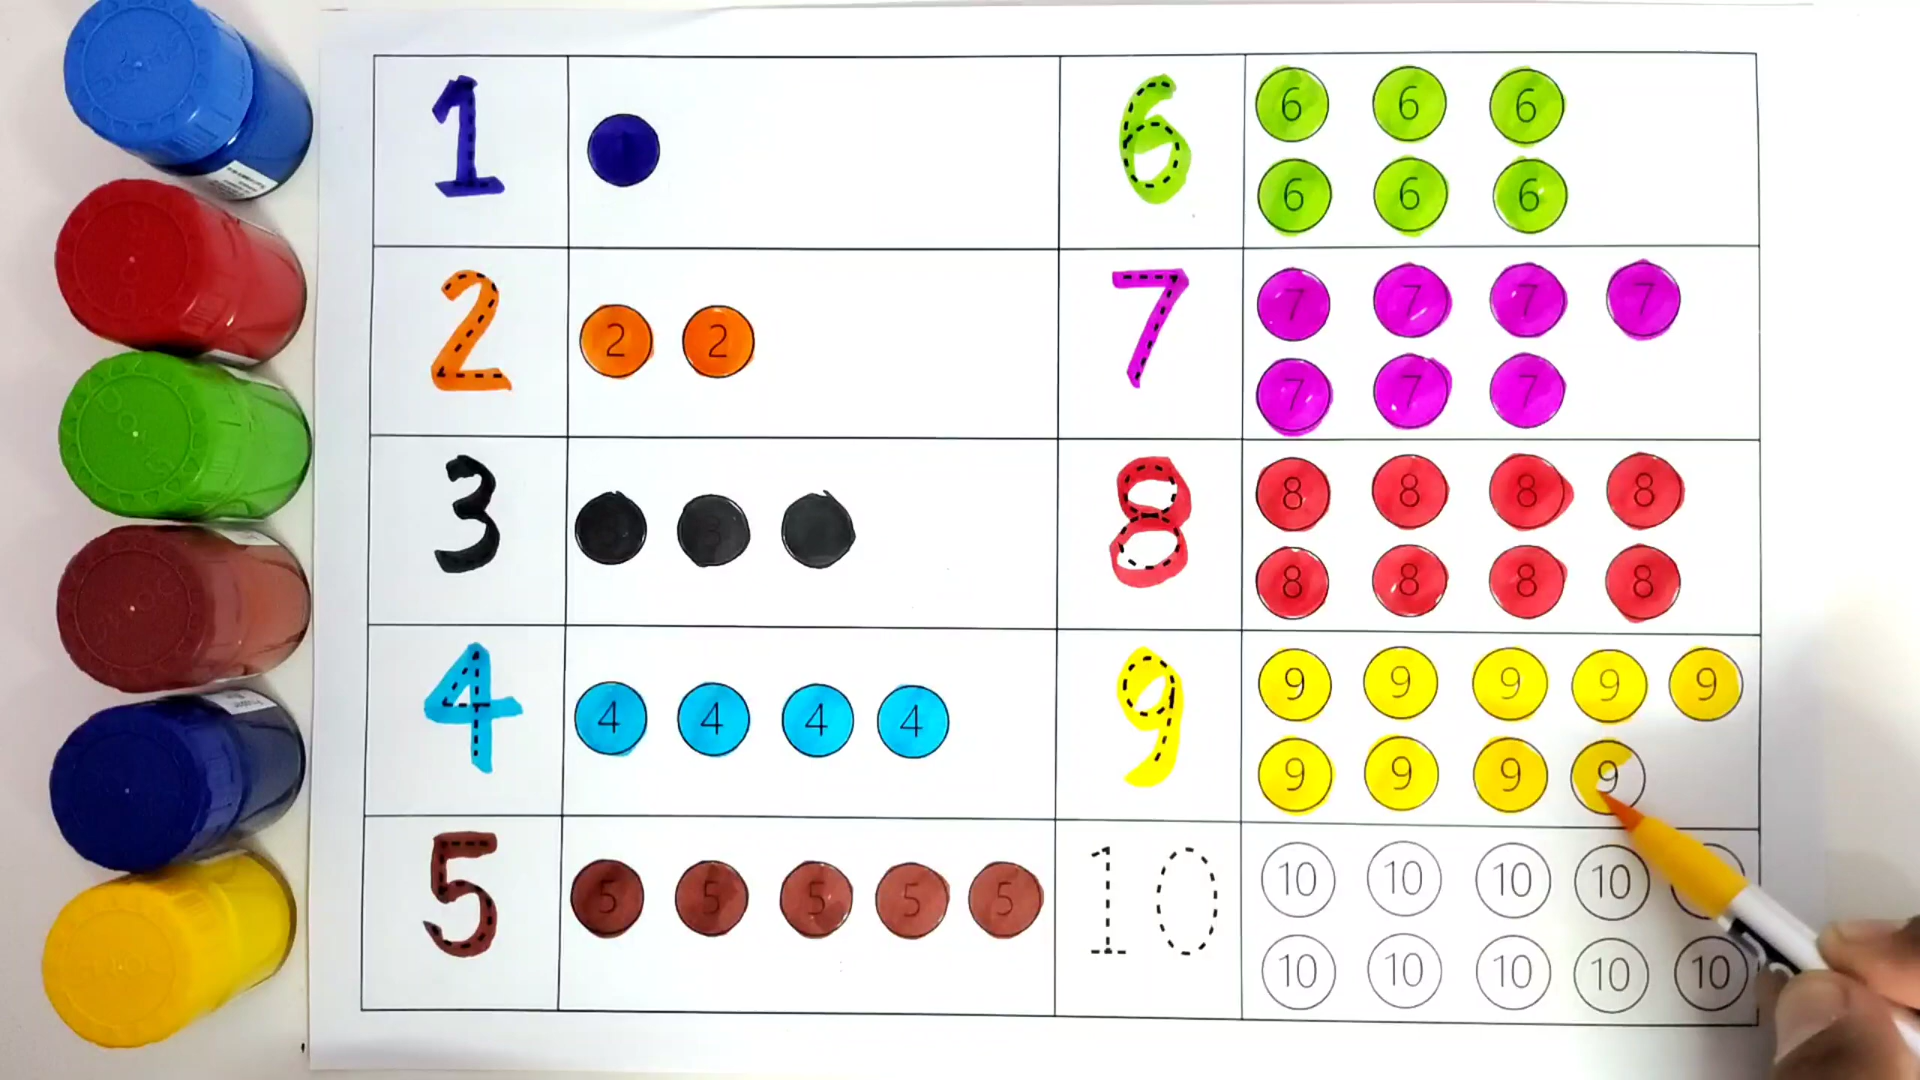 1
2
2 2
3
3
4
4 4 4 4
5
5 5 5 5 5
6
6 6 6
6 6 6
7
7 7 7 7
7 7 7
8
8 8 8 8
8 8 8 8
9
9 9 9 9 9
9 9 9 9
10
10 10 10 10
10 10 10 10 10